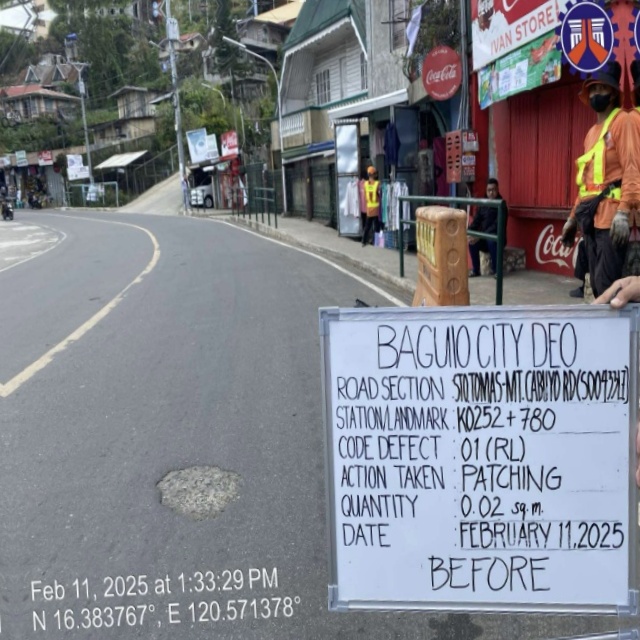 IVAN STORE
Coca-Cola
Coca-Cola
BAGUIO CITY DEO
ROAD SECTION STO TOMAS-MT. CABUYO RD (S00433LZ)
STATION/LANDMARK : K0252 + 780
CODE DEFECT : 01 (RL)
ACTION TAKEN : PATCHING
QUANTITY : 0.02 sq.m.
DATE : FEBRUARY 11.2025
BEFORE
Feb 11, 2025 at 1:33:29 PM
N 16.383767°, E 120.571378°